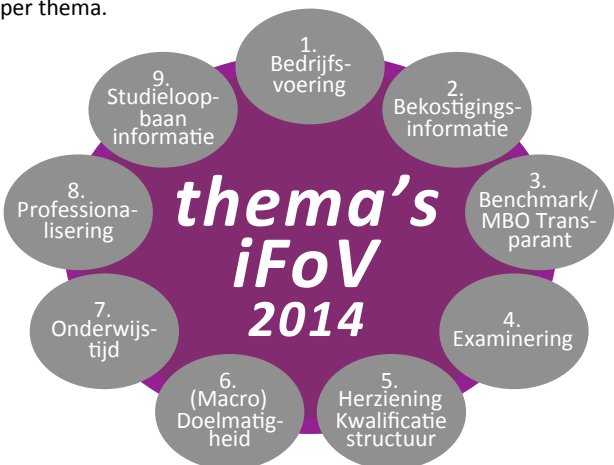 per thema.
1.
Bedrijfs-
voering
2.
Bekostigings-
informatie
3.
Benchmark/
MBO Trans-
parant
4.
Examinering
5.
Herziening
Kwalificatie
structuur
6.
(Macro)
Doelmatig-
heid
7.
Onderwijs-
tijd
8.
Professiona-
lisering
9.
Studieloop-
baan
informatie
thema's
iFoV
2014